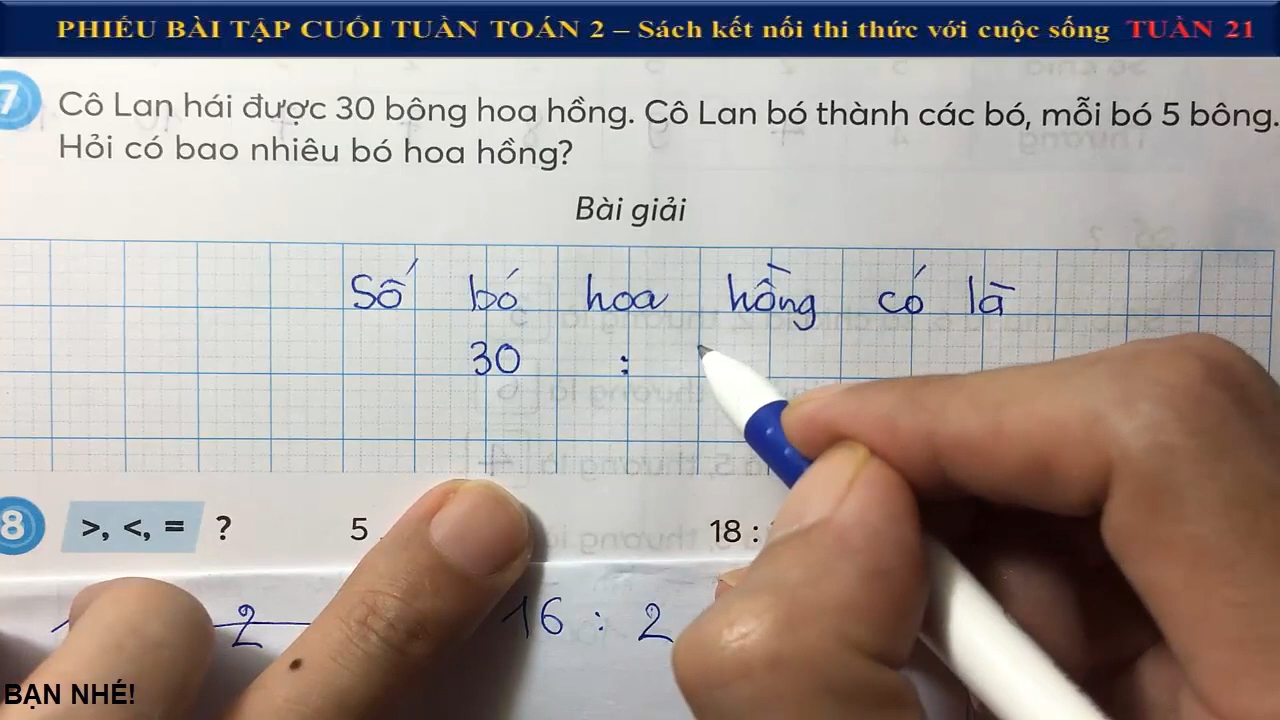 PHIẾU BÀI TẬP CUỐI TUẦN TOÁN 2 – Sách kết nối thi thức với cuộc sống TUẦN 21
7 Cô Lan hái được 30 bông hoa hồng. Cô Lan bó thành các bó, mỗi bó 5 bông.
Hỏi có bao nhiêu bó hoa hồng?
Bài giải
Số bó hoa hồng có là
30 :
8 >, <, = ? 5 18 :
2 16 : 2
BẠN NHÉ!